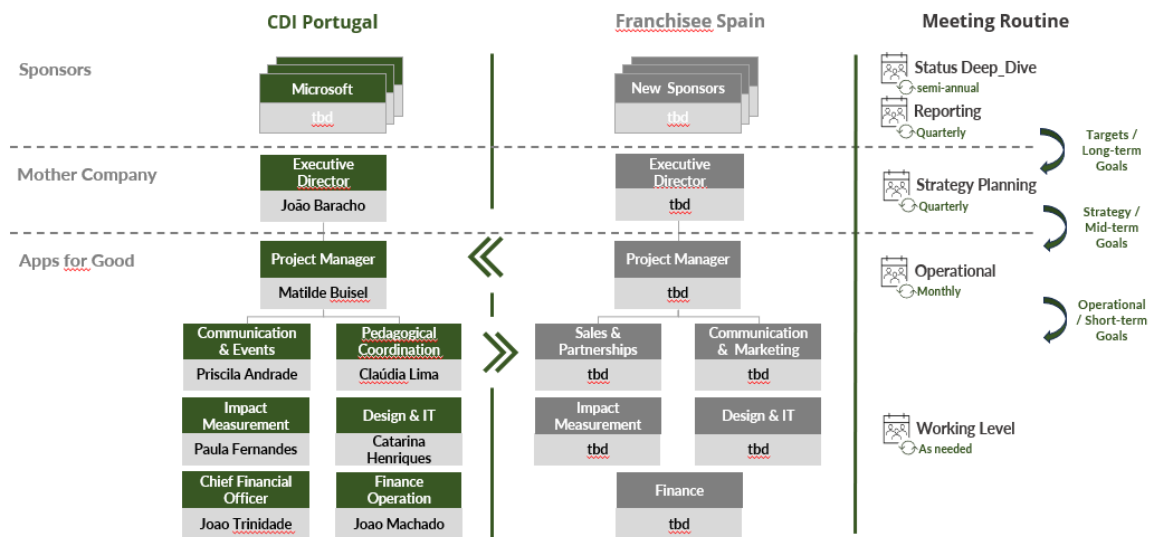 CDI Portugal
Franchisee Spain
Meeting Routine
Sponsors
Microsoft
tbd
New Sponsors
tbd
Status Deep_Dive
semi-annual
Reporting
Quarterly
Targets /
Long-term
Goals
Mother Company
Executive
Director
João Baracho
Executive
Director
tbd
Strategy Planning
Quarterly
Strategy /
Mid-term
Goals
Apps for Good
Project Manager
Matilde Buisel
Project Manager
tbd
Operational
Monthly
Operational
/ Short-term
Goals
Communication
& Events
Priscila Andrade
Pedagogical
Coordination
Claúdia Lima
Sales &
Partnerships
tbd
Communication
& Marketing
tbd
Impact
Measurement
Paula Fernandes
Design & IT
Catarina
Henriques
Impact
Measurement
tbd
Design & IT
tbd
Working Level
As needed
Chief Financial
Officer
Joao Trinidade
Finance
Operation
Joao Machado
Finance
tbd